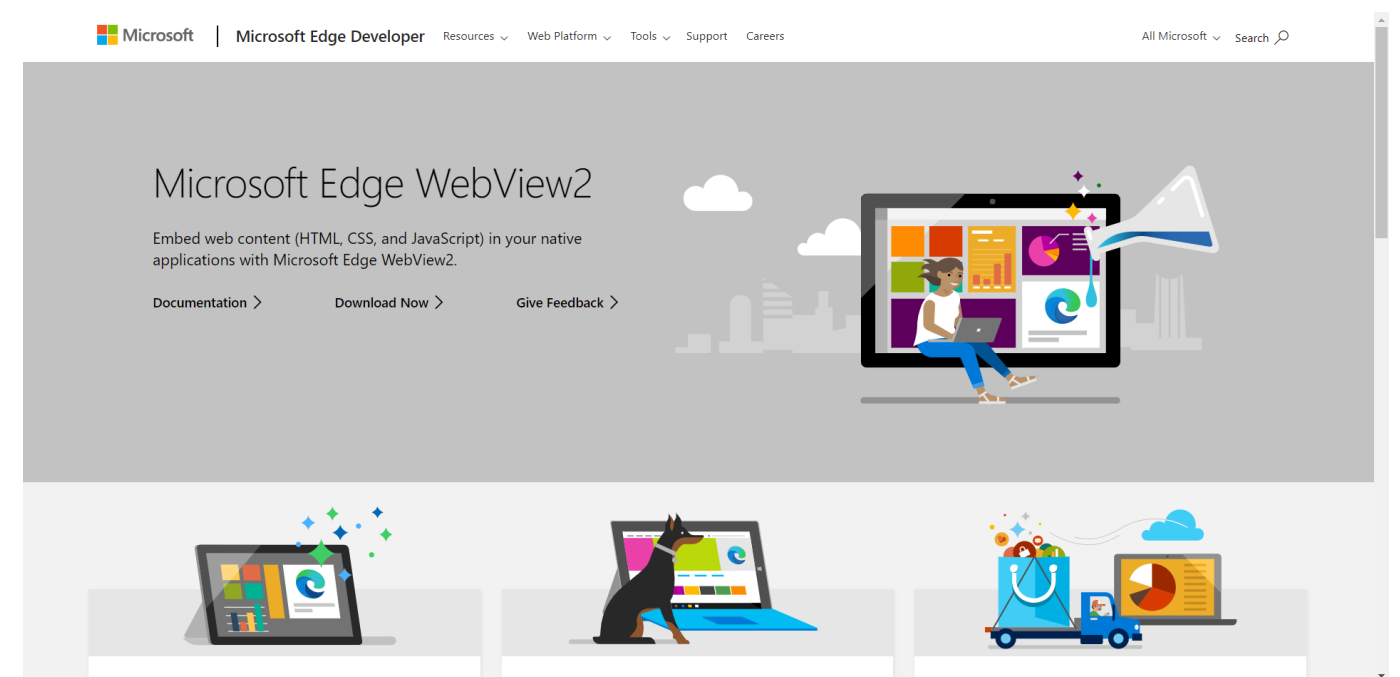 Microsoft
Microsoft Edge Developer
Resources
Web Platform
Tools
Support
Careers
All Microsoft
Search
Microsoft Edge WebView2
Embed web content (HTML, CSS, and JavaScript) in your native
applications with Microsoft Edge WebView2.
Documentation
Download Now
Give Feedback